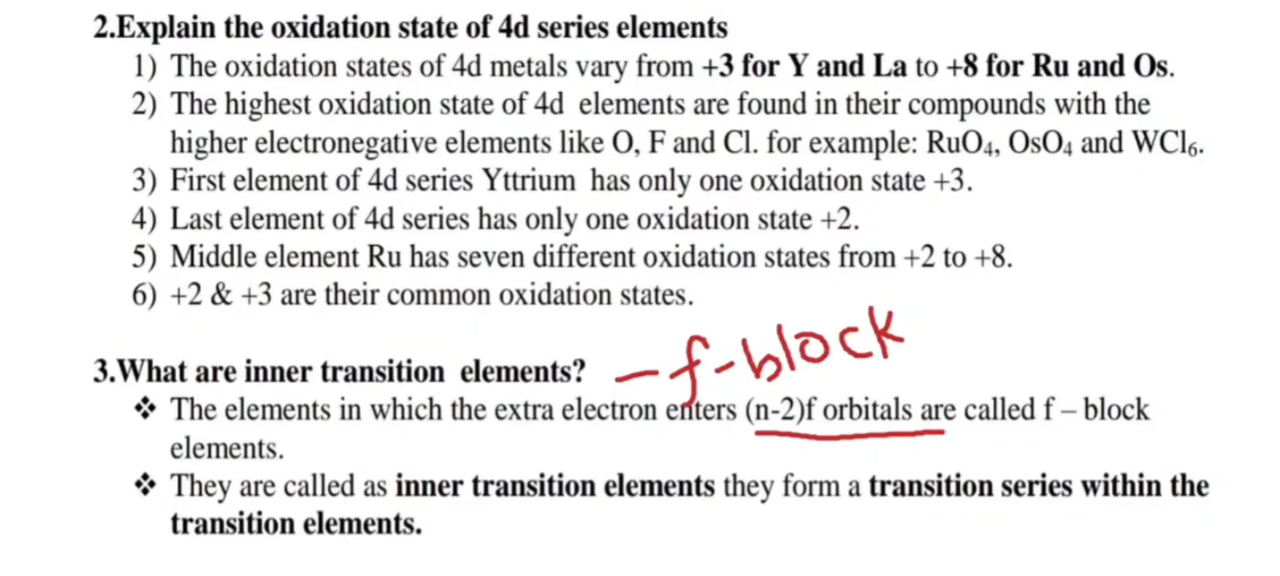 2.Explain the oxidation state of 4d series elements
1) The oxidation states of 4d metals vary from +3 for Y and La to +8 for Ru and Os.
2) The highest oxidation state of 4d elements are found in their compounds with the
higher electronegative elements like O, F and Cl. for example: RuO₄, OsO₄ and WCl₆.
3) First element of 4d series Yttrium has only one oxidation state +3.
4) Last element of 4d series has only one oxidation state +2.
5) Middle element Ru has seven different oxidation states from +2 to +8.
6) +2 & +3 are their common oxidation states.
3.What are inner transition elements? – f-block
❖ The elements in which the extra electron enters (n-2)f orbitals are called f – block
elements.
❖ They are called as inner transition elements they form a transition series within the
transition elements.